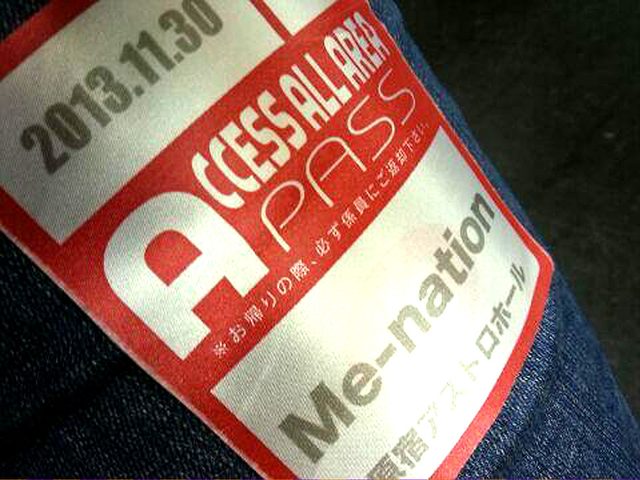 2013.11.30
ACCESS ALL AREA
PASS
※お帰りの際、必ず係員にご返却下さい。
Me-nation
原宿アストロホール